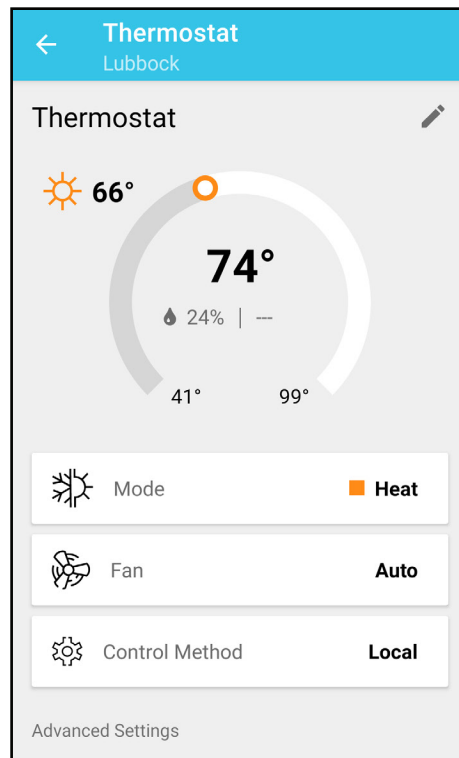 Thermostat
Lubbock
Thermostat
66°
74°
24% | ---
41° 99°
Mode Heat
Fan Auto
Control Method Local
Advanced Settings